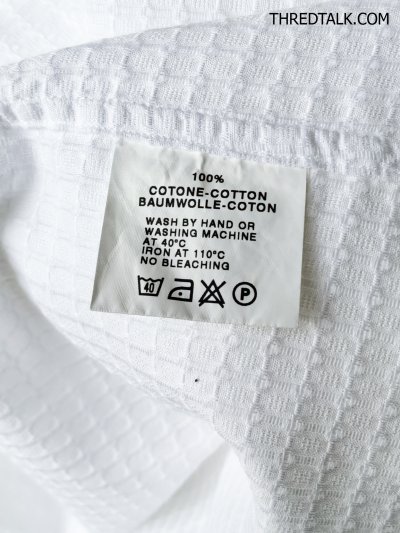 THREDTALK.COM
100%
COTONE-COTTON
BAUMWOLLE-COTON
WASH BY HAND OR
WASHING MACHINE
AT 40°C
IRON AT 110°C
NO BLEACHING
40 P